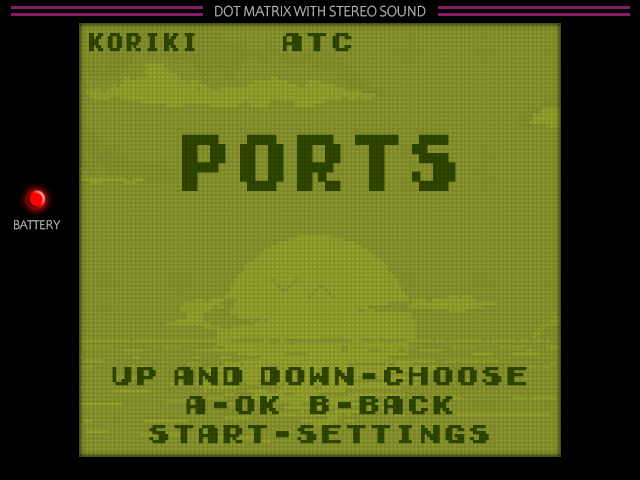 DOT MATRIX WITH STEREO SOUND
KORIKI ATC
PORTS
BATTERY
UP AND DOWN-CHOOSE
A-OK B-BACK
START-SETTINGS